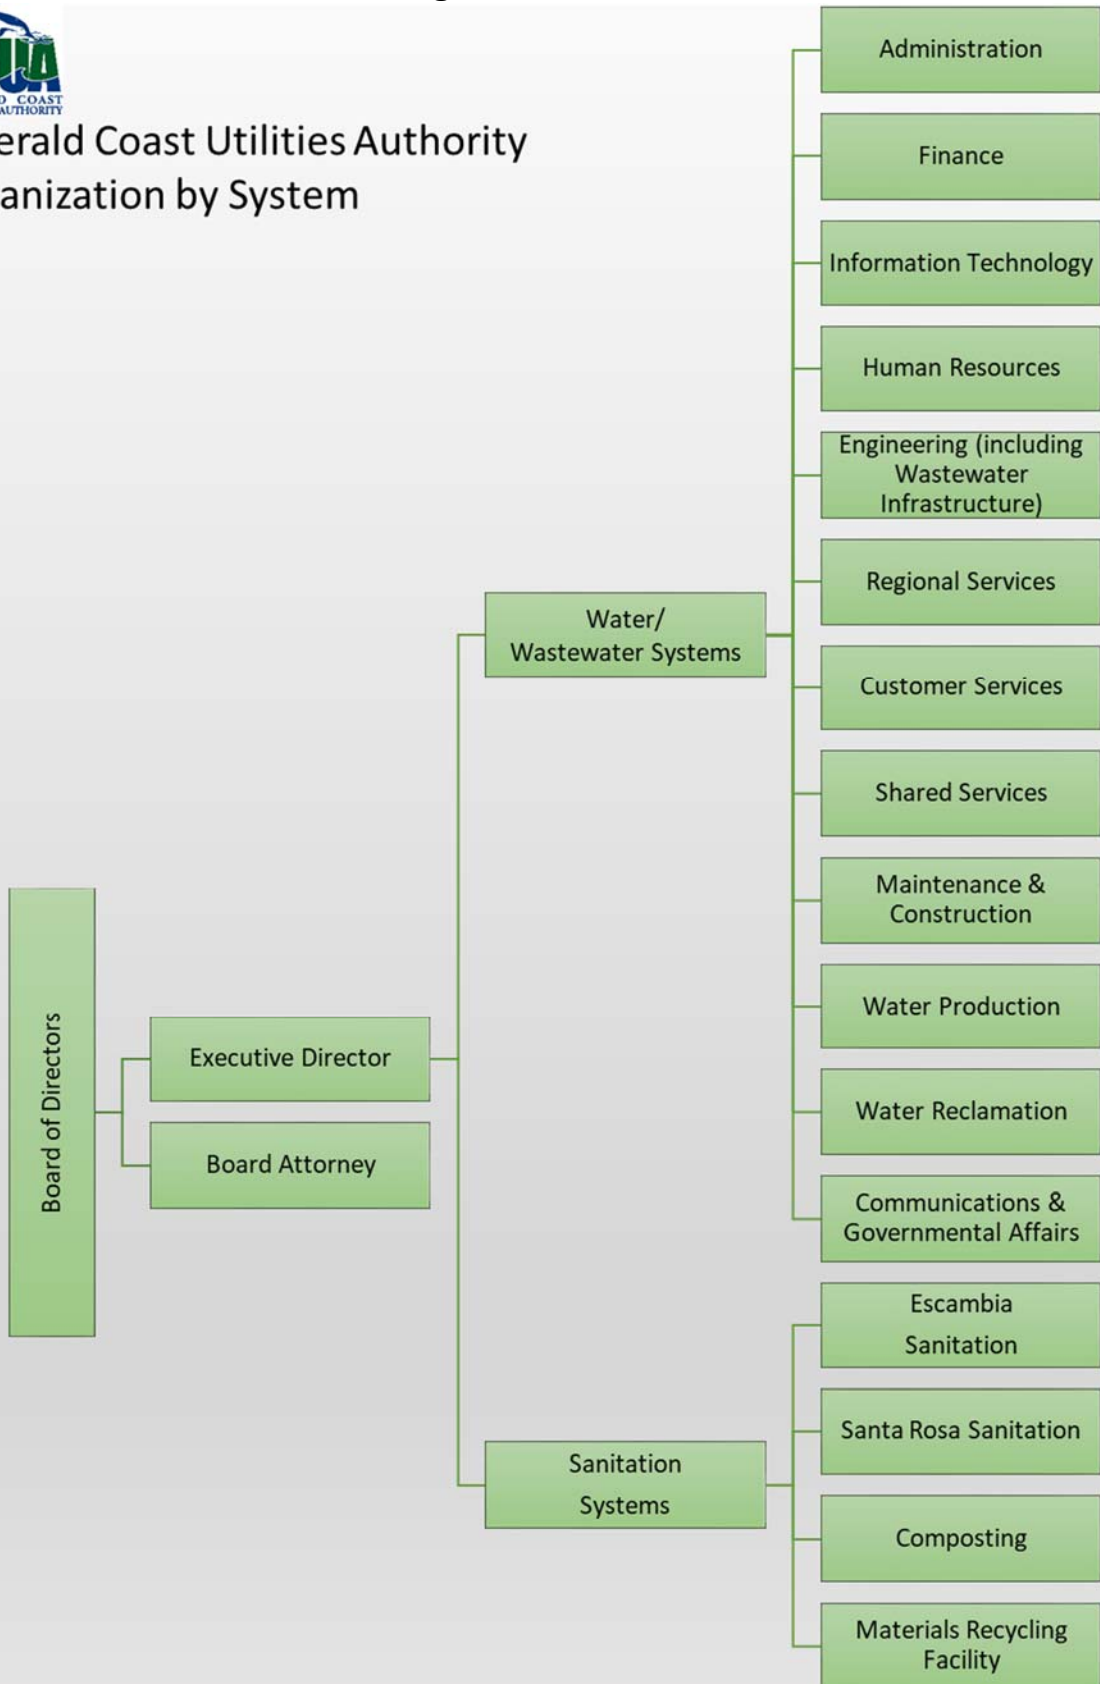 COAST
AUTHORITY
Coast Utilities Authority
by System
Administration
Finance
Information Technology
Human Resources
Engineering (including
Wastewater
Infrastructure)
Regional Services
Water/
Wastewater Systems
Customer Services
Shared Services
Maintenance &
Construction
Board of Directors
Executive Director
Board Attorney
Water Production
Water Reclamation
Communications &
Governmental Affairs
Sanitation
Systems
Escambia
Sanitation
Santa Rosa Sanitation
Composting
Materials Recycling
Facility